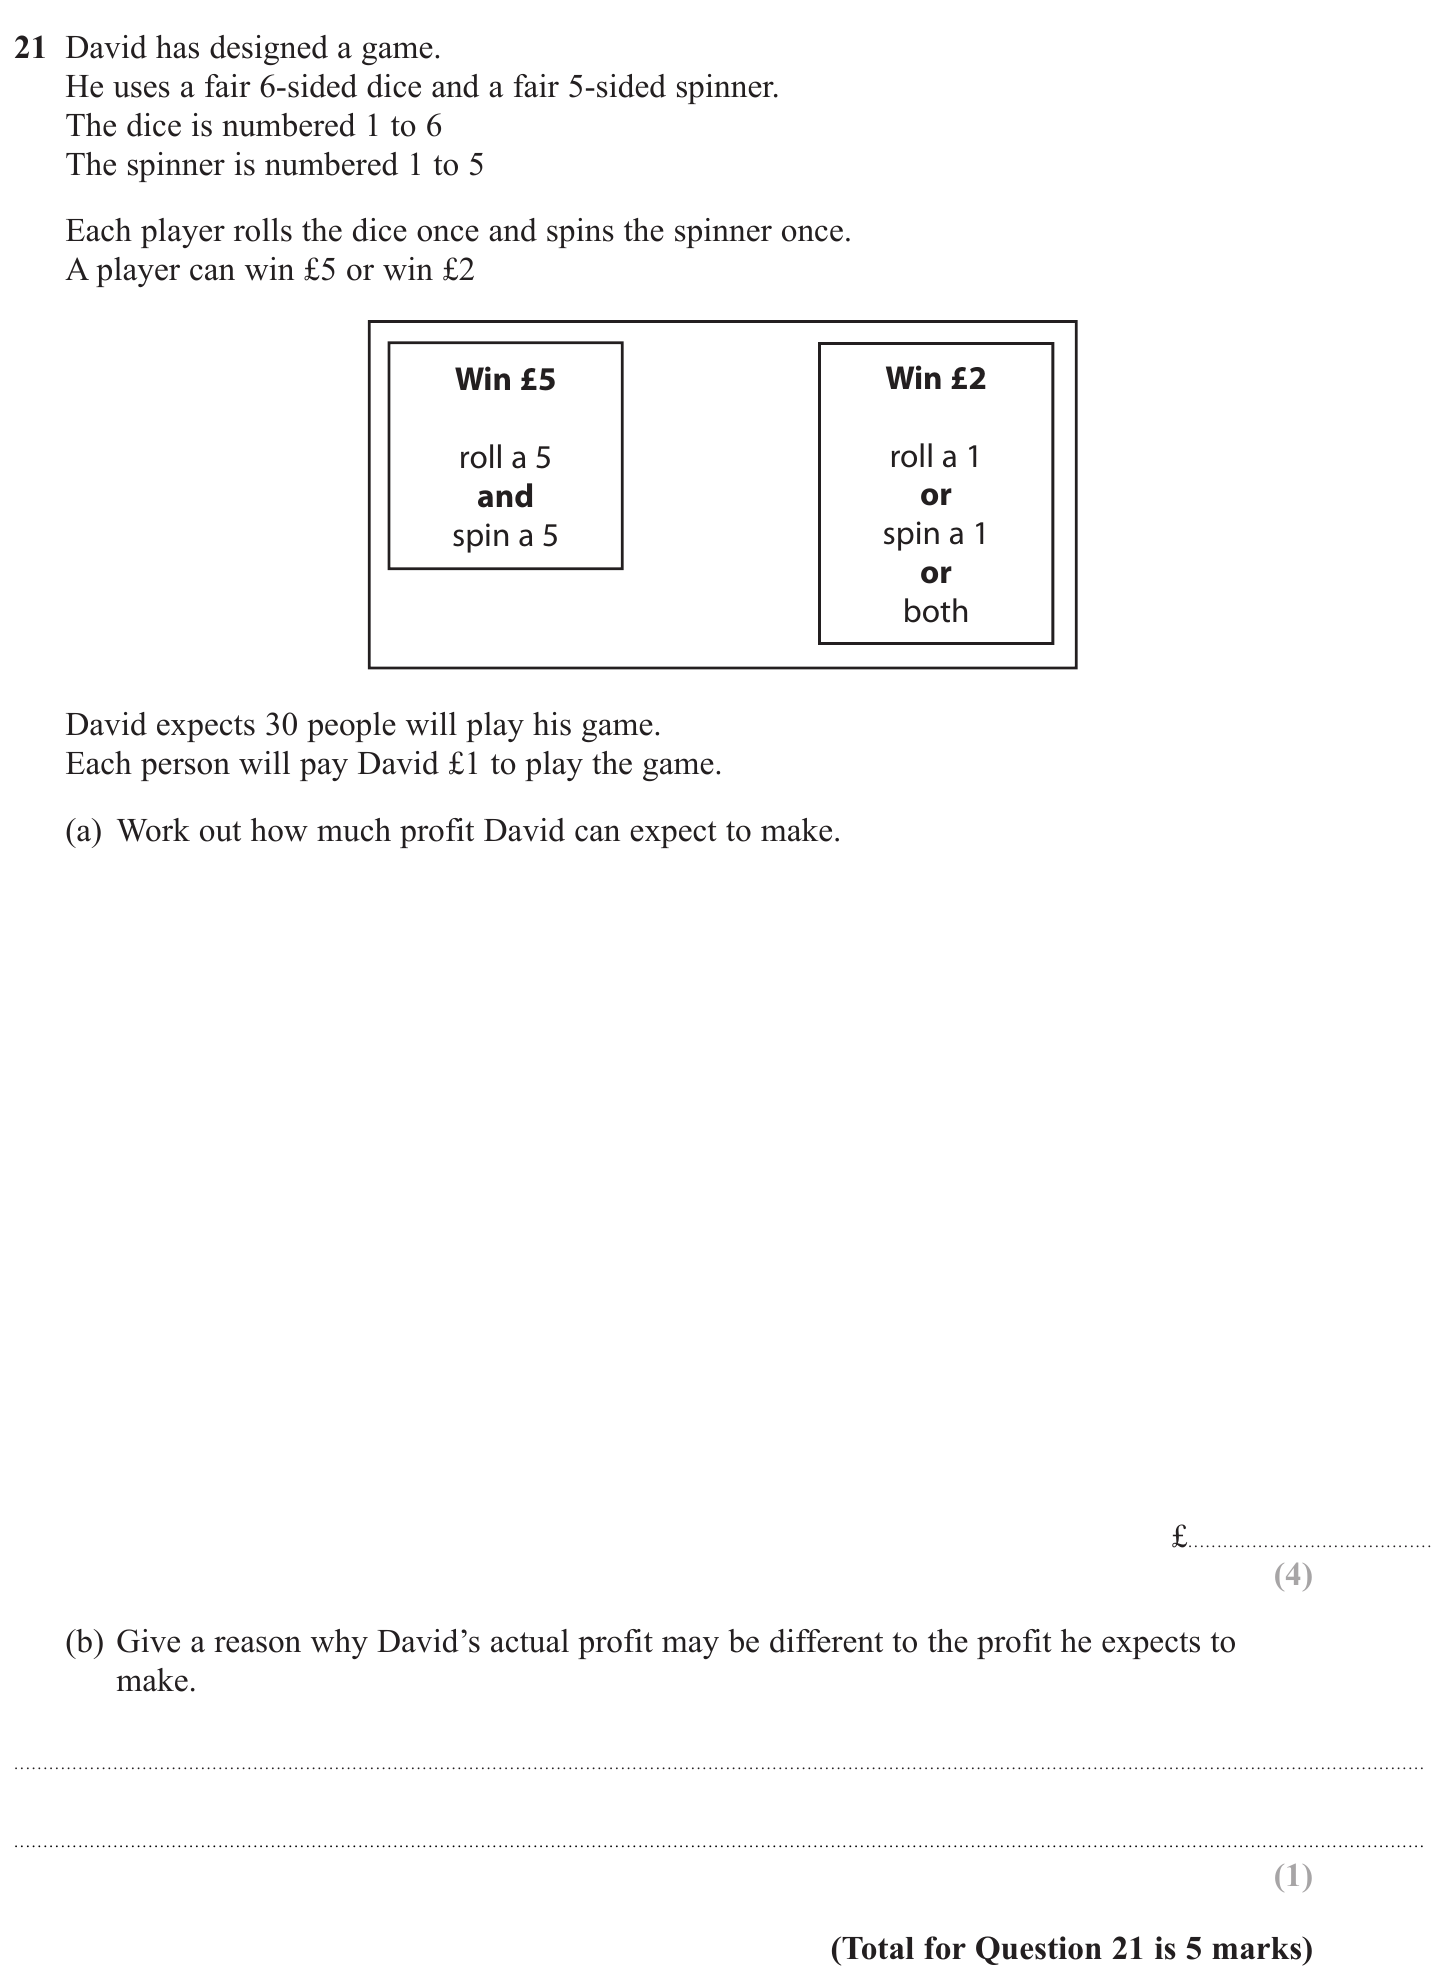 21 David has designed a game.
He uses a fair 6-sided dice and a fair 5-sided spinner.
The dice is numbered 1 to 6
The spinner is numbered 1 to 5
Each player rolls the dice once and spins the spinner once.
A player can win £5 or win £2
Win £5
roll a 5
and
spin a 5
Win £2
roll a 1
or
spin a 1
or
both
David expects 30 people will play his game.
Each person will pay David £1 to play the game.
(a) Work out how much profit David can expect to make.
£
(4)
(b) Give a reason why David’s actual profit may be different to the profit he expects to
make.
(1)
(Total for Question 21 is 5 marks)